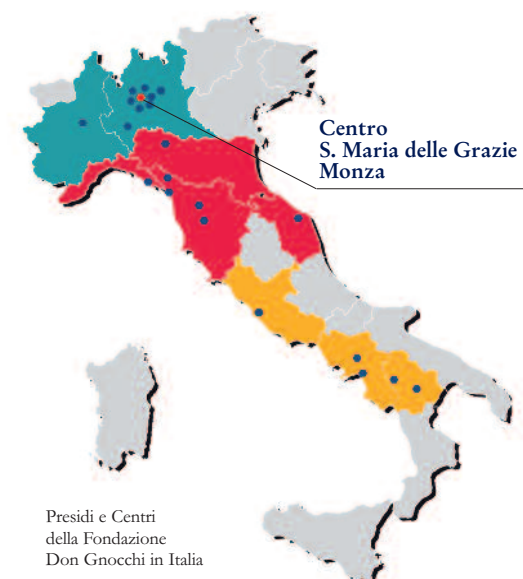 Centro
S. Maria delle Grazie
Monza
Presidi e Centri
della Fondazione
Don Gnocchi in Italia